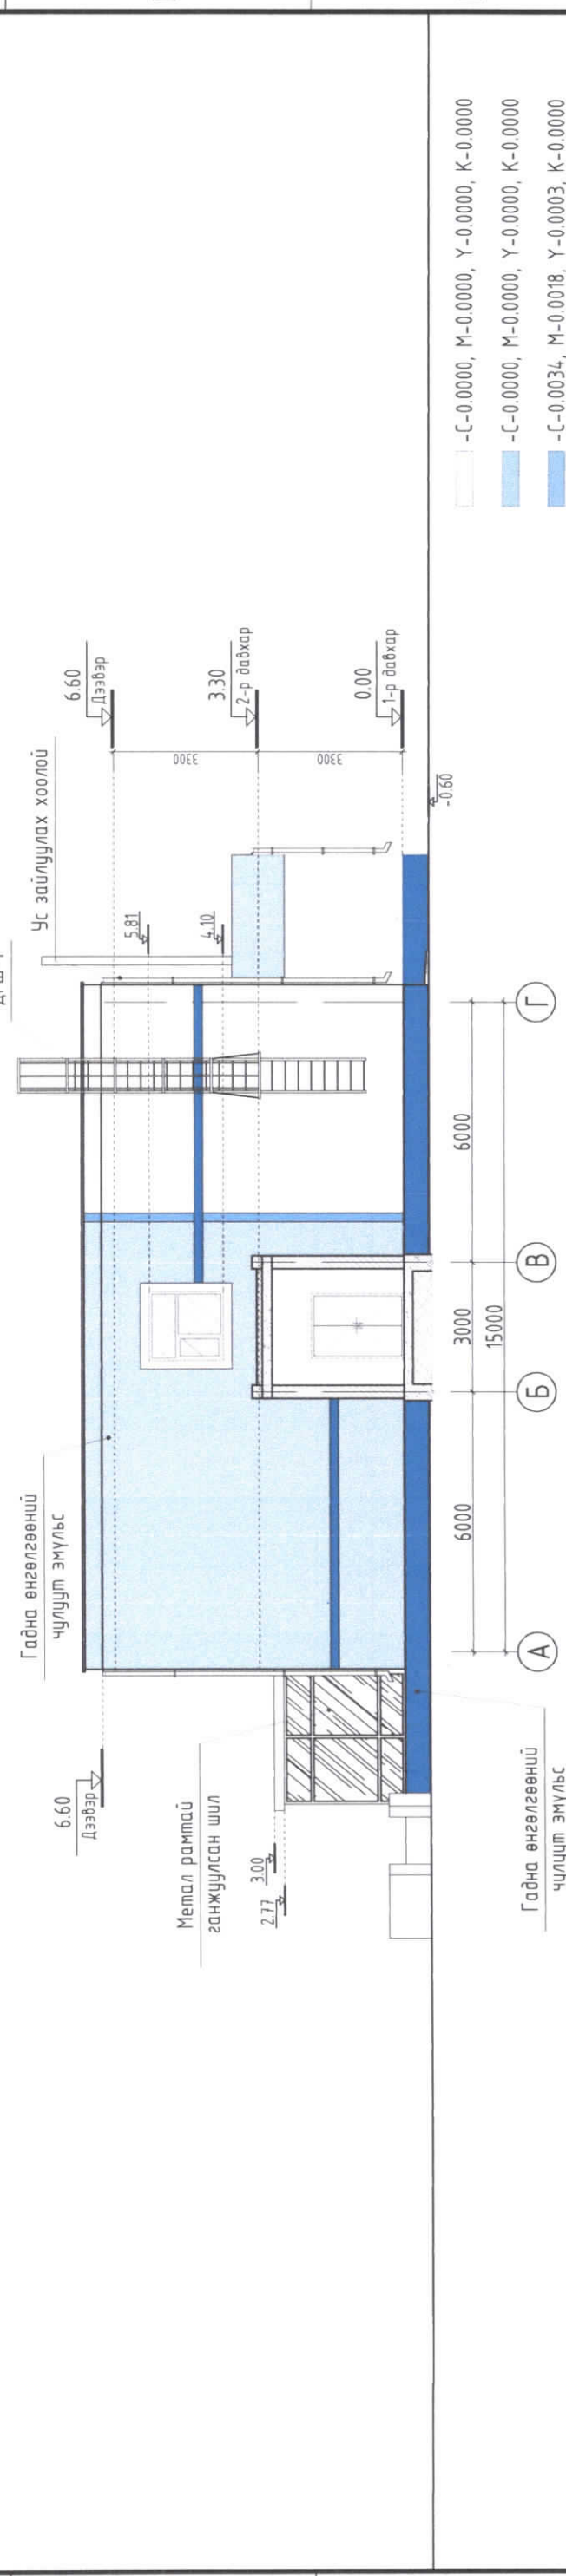 Ус зайлуулах хоолой
Гадна өнгөлгөөний
чулуут эмульс
6.60
Дээвэр
6.60
Дээвэр
5.81
4.10
3.30
2-р давхар
3300
3300
0.00
1-р давхар
-0.60
Метал рамтай
ганжуулсан шил
3.00
2.77
6000
3000
6000
15000
А
Б
В
Г
Гадна өнгөлгөөний
чулуут эмульс
-C-0.0000, M-0.0000, Y-0.0000, K-0.0000
-C-0.0000, M-0.0000, Y-0.0000, K-0.0000
-C-0.0034, M-0.0018, Y-0.0003, K-0.0000